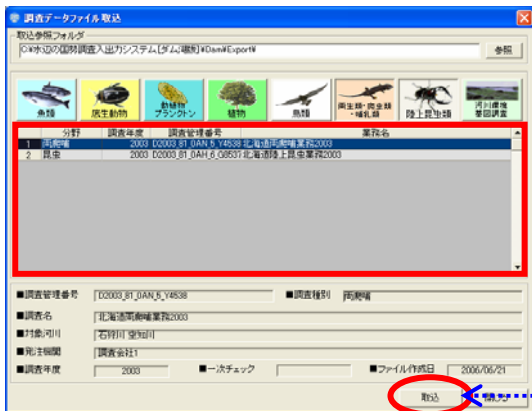 調査データファイル取込
取込参照フォルダ
C:¥水辺の国勢調査入出力システム[ダム湖版]¥Dam¥Export¥
参照
魚類
底生動物
動植物
プランクトン
植物
鳥類
両生類・爬虫類
・哺乳類
陸上昆虫類
河川環境
基図調査
分野 調査年度 調査管理番号 業務名
1 両爬哺 2003 D2003_81_0AN_5_Y4538 北海道両爬哺業務2003
2 昆虫 2003 D2003_81_0AH_6_G8537 北海道陸上昆虫業務2003
■調査管理番号 D2003_81_0AN_5_Y4538 ■調査種別 両爬哺
■調査名 北海道両爬哺業務2003
■対象河川 石狩川 空知川
■発注機関 調査会社1
■調査年度 2003 ■一次チェック ■ファイル作成日 2006/06/21
取込